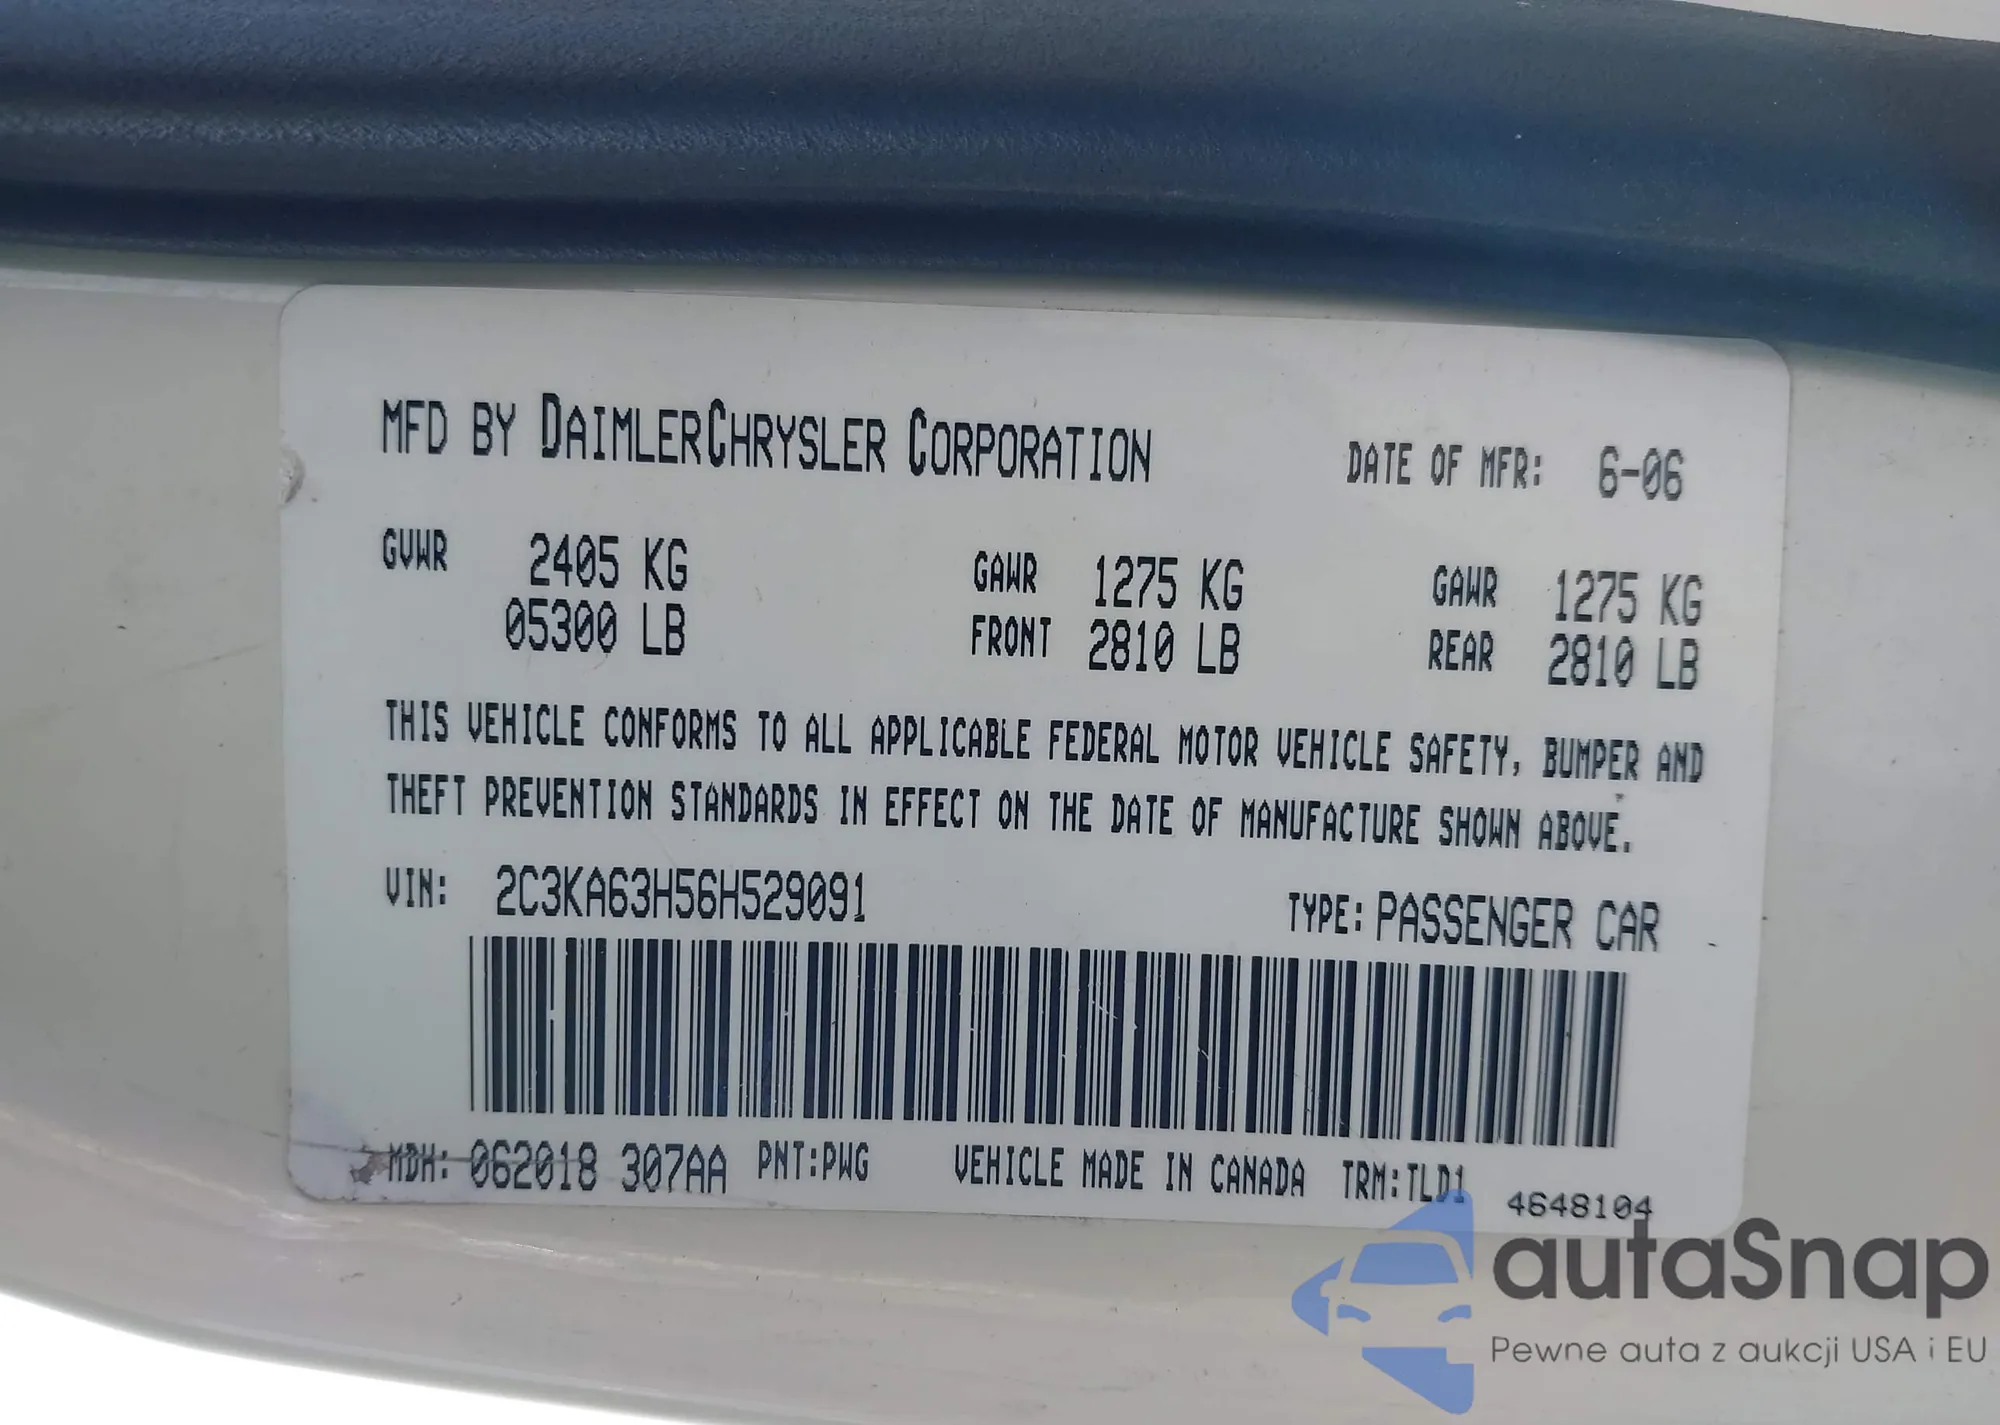 MFD BY DAIMLERCHRYSLER CORPORATION DATE OF MFR: 6-06
GVWR 2405 KG GAWR 1275 KG GAWR 1275 KG
05300 LB FRONT 2810 LB REAR 2810 LB
THIS VEHICLE CONFORMS TO ALL APPLICABLE FEDERAL MOTOR VEHICLE SAFETY, BUMPER AND
THEFT PREVENTION STANDARDS IN EFFECT ON THE DATE OF MANUFACTURE SHOWN ABOVE.
VIN: 2C3KA63H56H529091 TYPE: PASSENGER CAR
MDH: 062018 307AA PNT:PWG VEHICLE MADE IN CANADA TRM:TLD1 4648104
autaSnap
Pewne auta z aukcji USA i EU